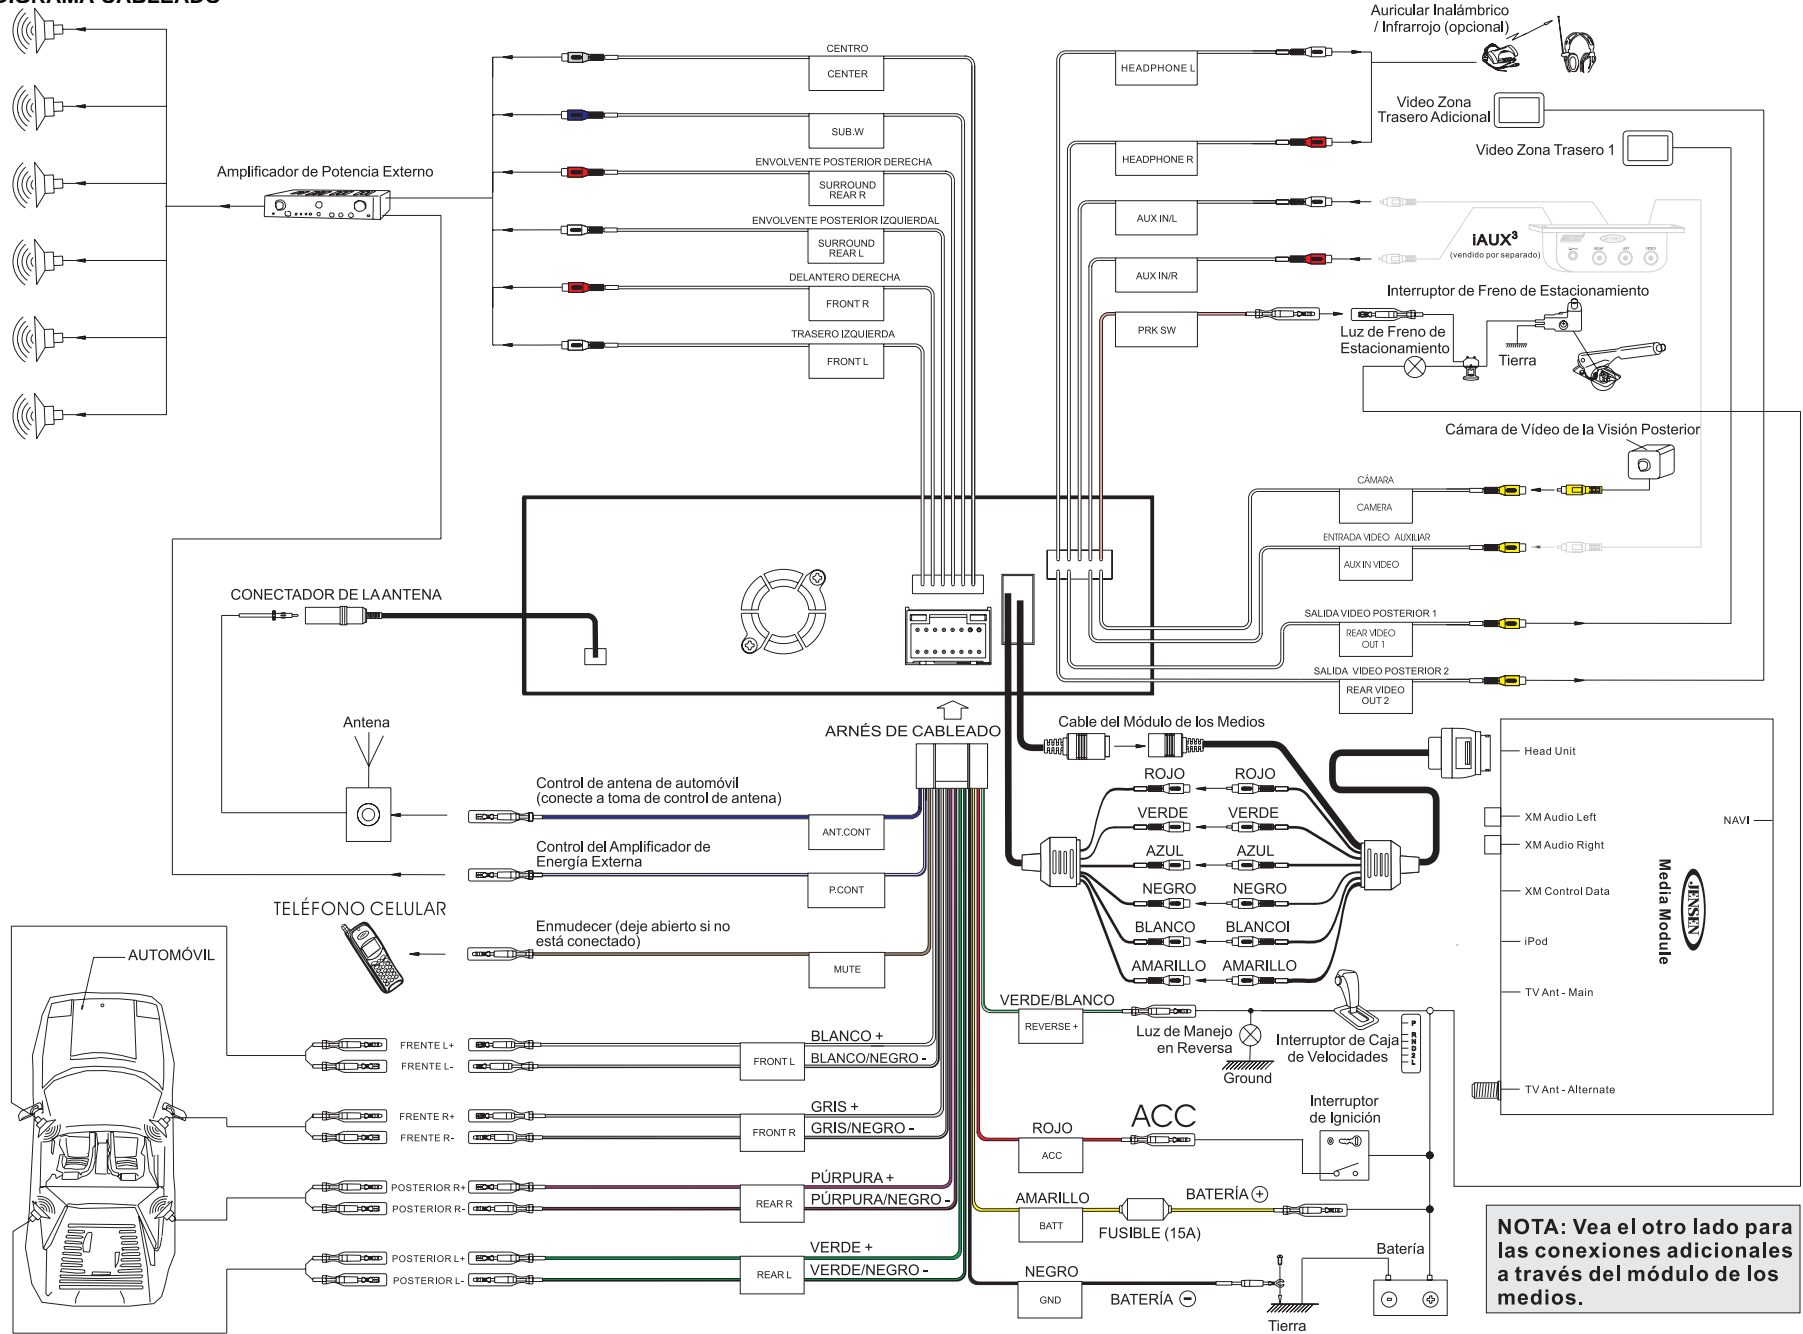 DIAGRAMA CABLEADO
Auricular Inalámbrico
/ Infrarrojo (opcional)
CENTRO
CENTER
HEADPHONE L
Video Zona
Trasero Adicional
SUB.W
Video Zona Trasero 1
ENVOLVENTE POSTERIOR DERECHA
HEADPHONE R
Amplificador de Potencia Externo
SURROUND
REAR R
ENVOLVENTE POSTERIOR IZQUIERDAL
AUX IN/L
SURROUND
REAR L
iAUX³
(vendido por separado)
RIGHT
LEFT
VIDEO
DELANTERO DERECHA
AUX IN/R
FRONT R
Interruptor de Freno de Estacionamiento
TRASERO IZQUIERDA
PRK SW
Luz de Freno de
Estacionamiento
FRONT L
Tierra
Cámara de Vídeo de la Visión Posterior
CÁMARA
CAMERA
ENTRADA VIDEO AUXILIAR
AUX IN VIDEO
CONECTADOR DE LA ANTENA
SALIDA VIDEO POSTERIOR 1
REAR VIDEO
OUT 1
SALIDA VIDEO POSTERIOR 2
REAR VIDEO
OUT 2
Antena
ARNÉS DE CABLEADO
Cable del Módulo de los Medios
Head Unit
Control de antena de automóvil
(conecte a toma de control de antena)
ROJO
ROJO
ANT.CONT
VERDE
VERDE
XM Audio Left
NAVI
Control del Amplificador de
Energía Externa
AZUL
AZUL
XM Audio Right
P.CONT
NEGRO
NEGRO
XM Control Data
JENSEN
Media Module
TELÉFONO CELULAR
Enmudecer (deje abierto si no
está conectado)
BLANCO
BLANCOI
iPod
AUTOMÓVIL
MUTE
AMARILLO
AMARILLO
TV Ant - Main
VERDE/BLANCO
REVERSE +
Luz de Manejo
en Reversa
Interruptor de Caja
de Velocidades
P
R
N
D
2
L
Ground
FRENTE L+
BLANCO +
FRENTE L-
FRONT L
BLANCO/NEGRO -
TV Ant - Alternate
FRENTE R+
GRIS +
FRENTE R-
FRONT R
GRIS/NEGRO -
ROJO
ACC
ACC
Interruptor
de Ignición
POSTERIOR R+
PÚRPURA +
POSTERIOR R-
REAR R
PÚRPURA/NEGRO -
AMARILLO
BATT
FUSIBLE (15A)
BATERÍA +
NOTA: Vea el otro lado para
las conexiones adicionales
a través del módulo de los
medios.
POSTERIOR L+
VERDE +
POSTERIOR L-
REAR L
VERDE/NEGRO -
NEGRO
GND
BATERÍA -
Batería
Tierra